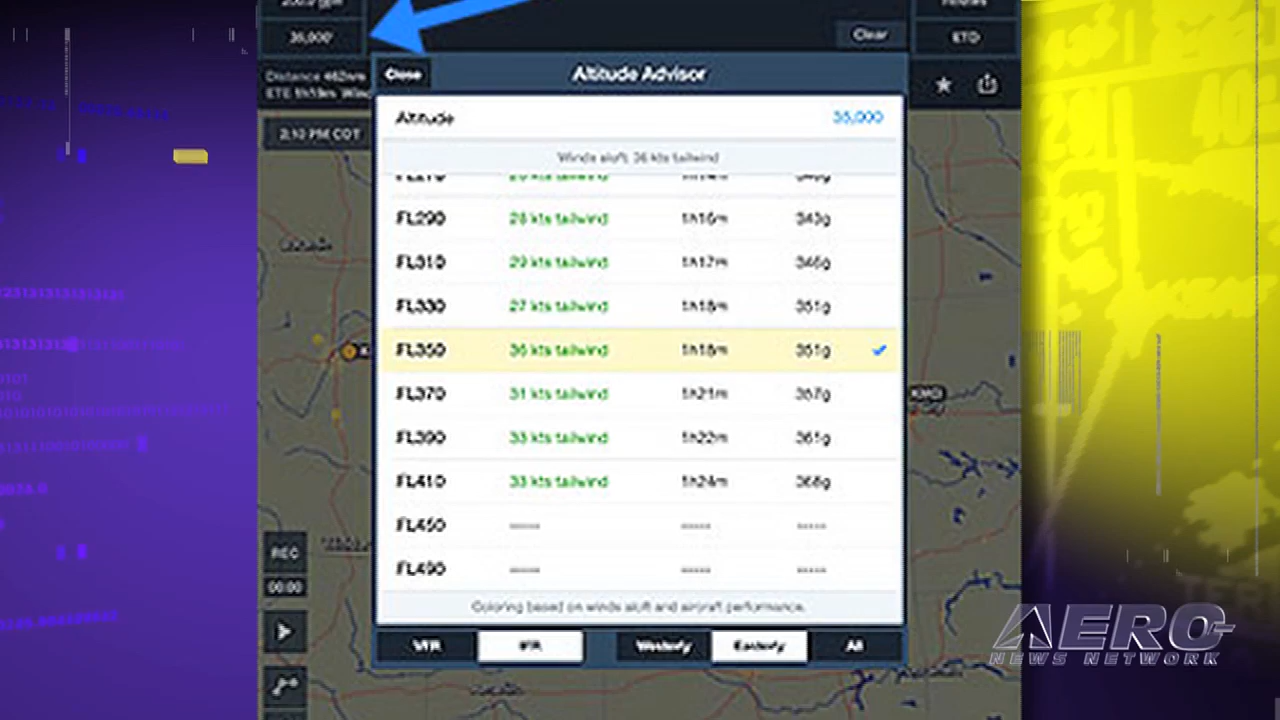 35,000'
Clear
ETD
Close
Altitude Advisor
Distance 462nm
Altitude
35,000
2:10 PM CDT
Winds aloft: 36 kts tailwind
FL290 28 kts tailwind 1h16m 343g
FL310 29 kts tailwind 1h17m 346g
FL330 27 kts tailwind 1h18m 351g
FL350 36 kts tailwind 1h18m 351g
FL370 31 kts tailwind 1h21m 357g
FL390 33 kts tailwind 1h22m 361g
FL410 33 kts tailwind 1h24m 368g
FL450 ----- ----- -----
FL490 ----- ----- -----
REC
00:00
Coloring based on winds aloft and aircraft performance.
VFR
IFR
Westerly
Easterly
All
AERO-
NEWS NETWORK